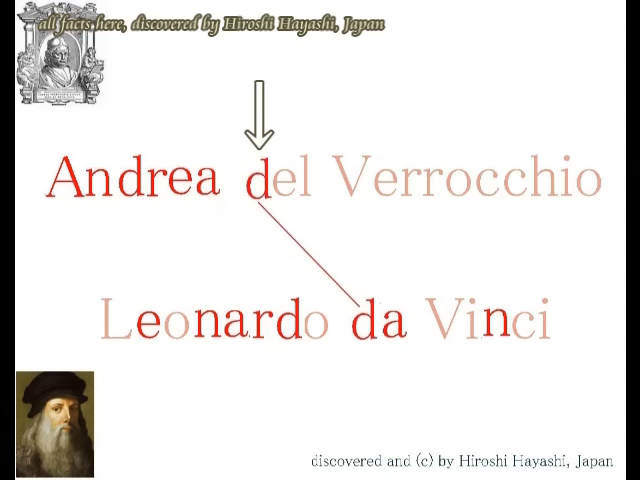 all facts here, discovered by Hiroshi Hayashi, Japan
Andrea del Verrocchio
Leonardo da Vinci
discovered and (c) by Hiroshi Hayashi, Japan